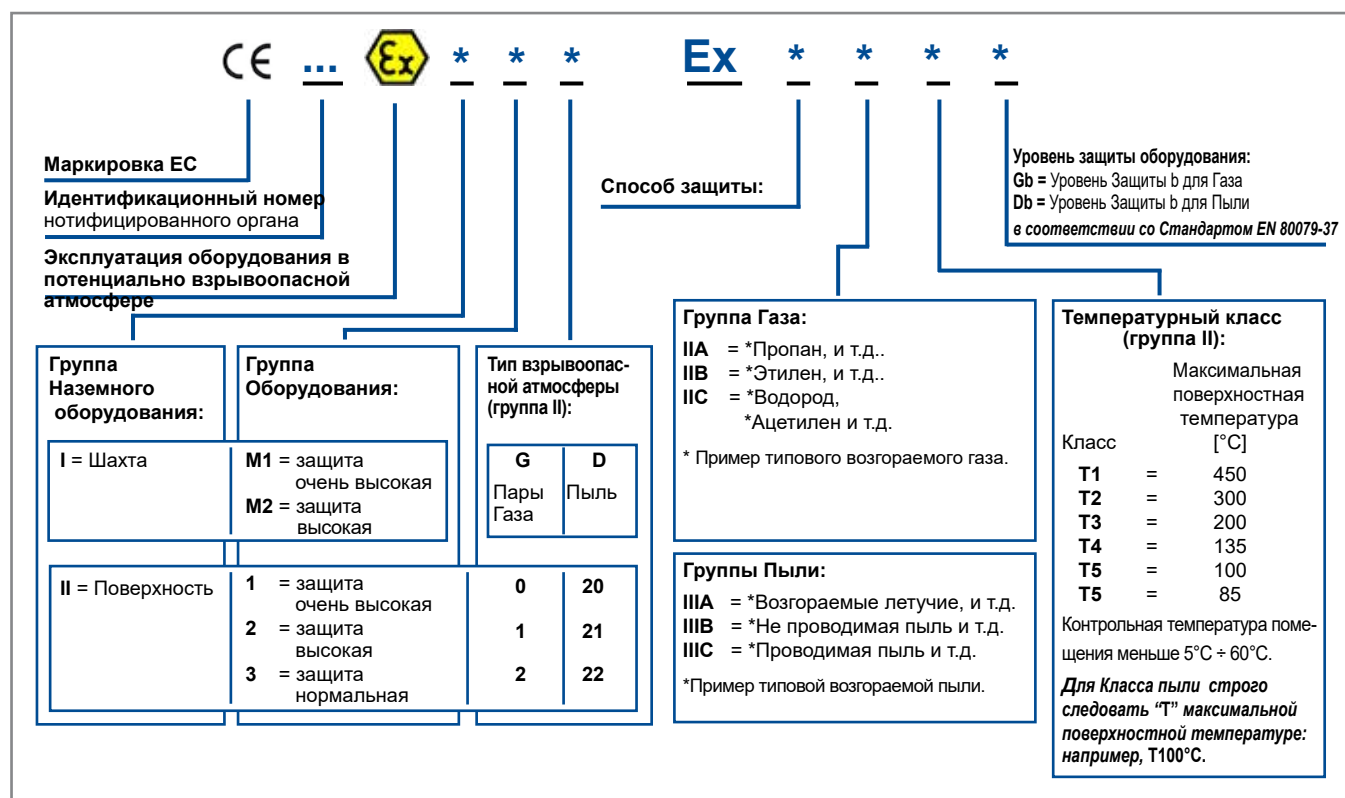 CE ... Ex * * * Ex * * * *
Маркировка EC
Идентификационный номер
нотифицированного органа
Эксплуатация оборудования в
потенциально взрывоопасной
атмосфере
Способ защиты:
Уровень защиты оборудования:
Gb = Уровень Защиты b для Газа
Db = Уровень Защиты b для Пыли
в соответствии со Стандартом EN 80079-37
Группа
Наземного
оборудования:
Группа
Оборудования:
Тип взрывоопас-
ной атмосферы
(группа II):
I = Шахта
M1 = защита
очень высокая
M2 = защита
высокая
G D
Пары Пыль
Газа
II = Поверхность
1 = защита
очень высокая
0 20
2 = защита
высокая
1 21
3 = защита
нормальная
2 22
Группа Газа:
IIA = *Пропан, и т.д..
IIB = *Этилен, и т.д..
IIC = *Водород,
*Ацетилен и т.д.
* Пример типового возгораемого газа.
Группы Пыли:
IIIA = *Возгораемые летучие, и т.д.
IIIB = *Не проводимая пыль и т.д.
IIIC = *Проводимая пыль и т.д.
*Пример типовой возгораемой пыли.
Температурный класс
(группа II):
Максимальная
поверхностная
температура
Класс [°C]
T1 = 450
T2 = 300
T3 = 200
T4 = 135
T5 = 100
T5 = 85
Контрольная температура поме-
щения меньше 5°C ÷ 60°C.
Для Класса пыли строго
следовать “T” максимальной
поверхностной температуре:
например, T100°C.